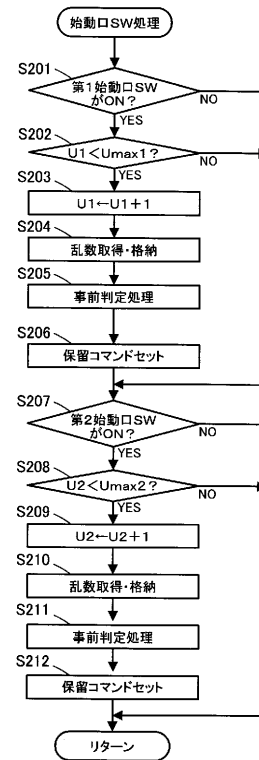 始動口SW処理
S201
第1始動口SW
がON?
NO
YES
S202
U1<Umax1?
NO
YES
S203
U1←U1+1
S204
乱数取得・格納
S205
事前判定処理
S206
保留コマンドセット
S207
第2始動口SW
がON?
NO
YES
S208
U2<Umax2?
NO
YES
S209
U2←U2+1
S210
乱数取得・格納
S211
事前判定処理
S212
保留コマンドセット
リターン